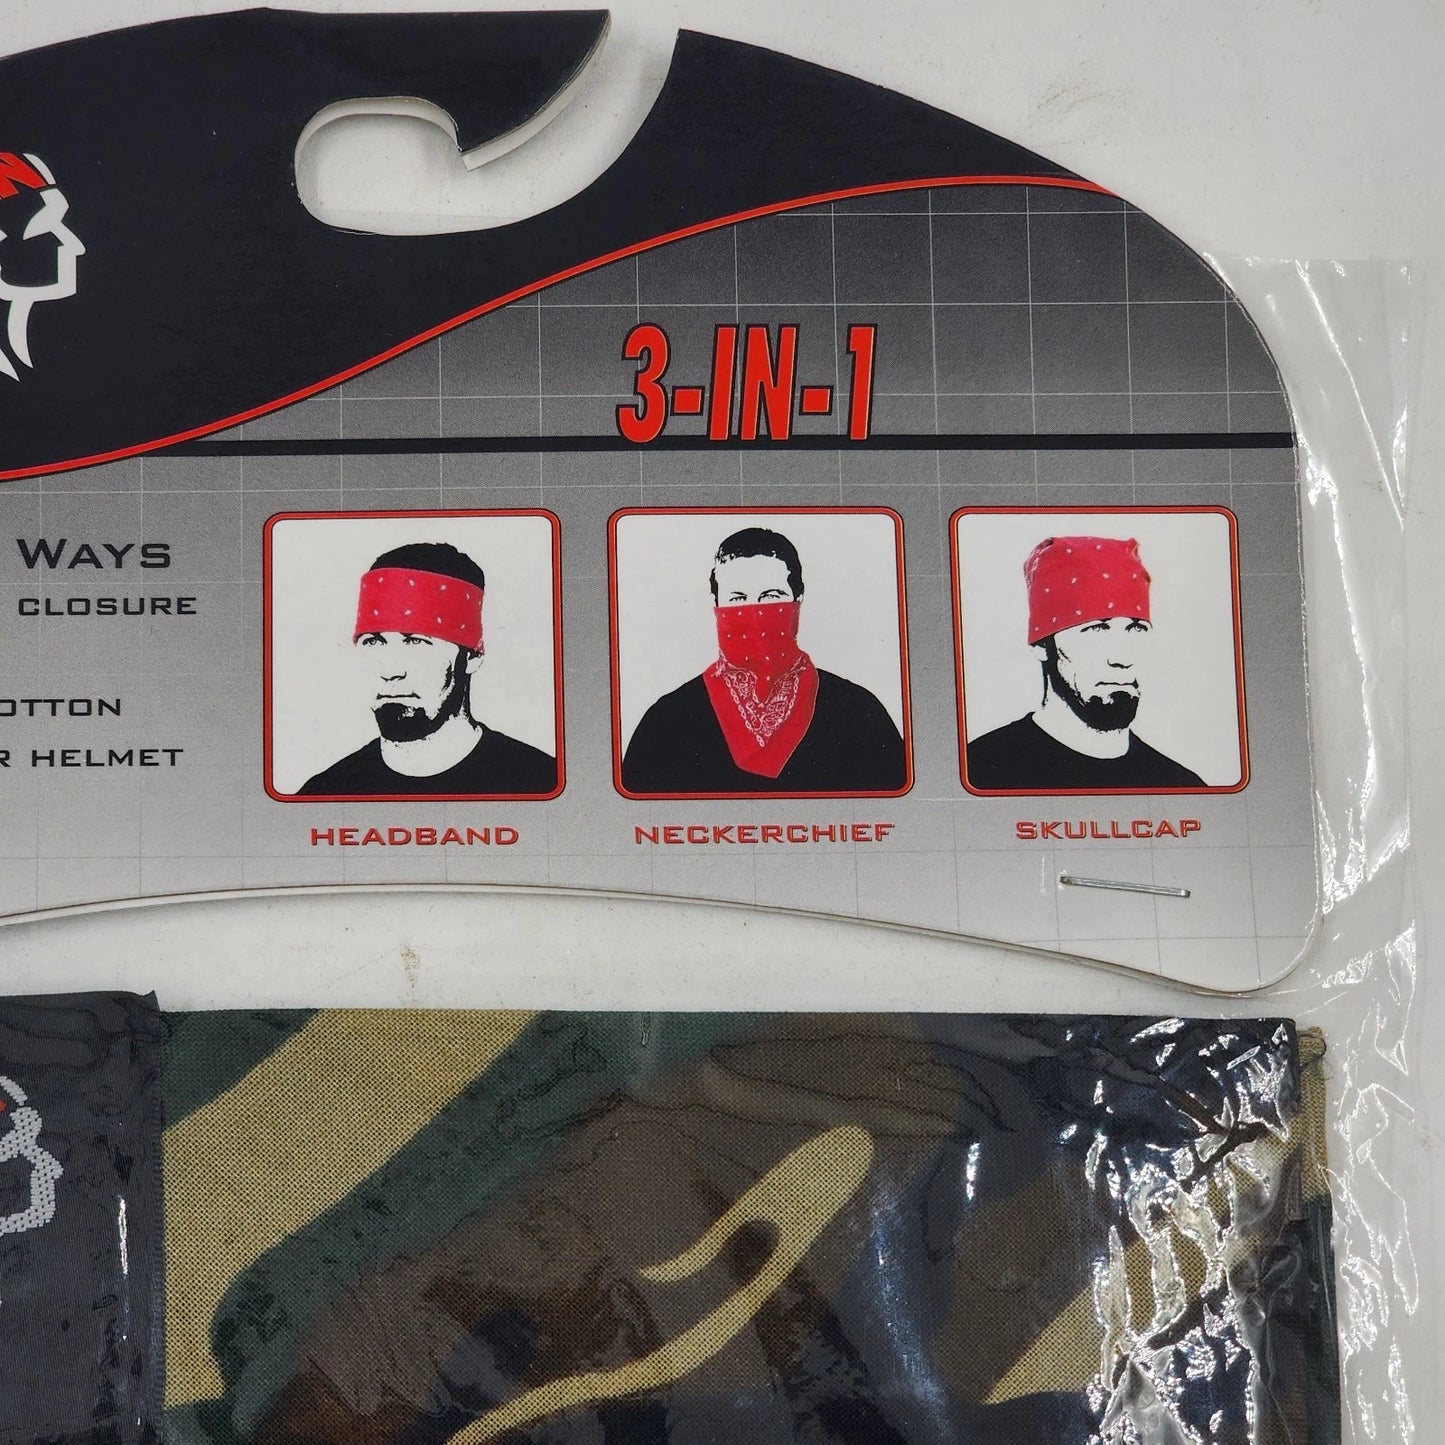 3-IN-1
WAYS
CLOSURE
OTTON
R HELMET
HEADBAND
NECKERCHIEF
SKULLCAP